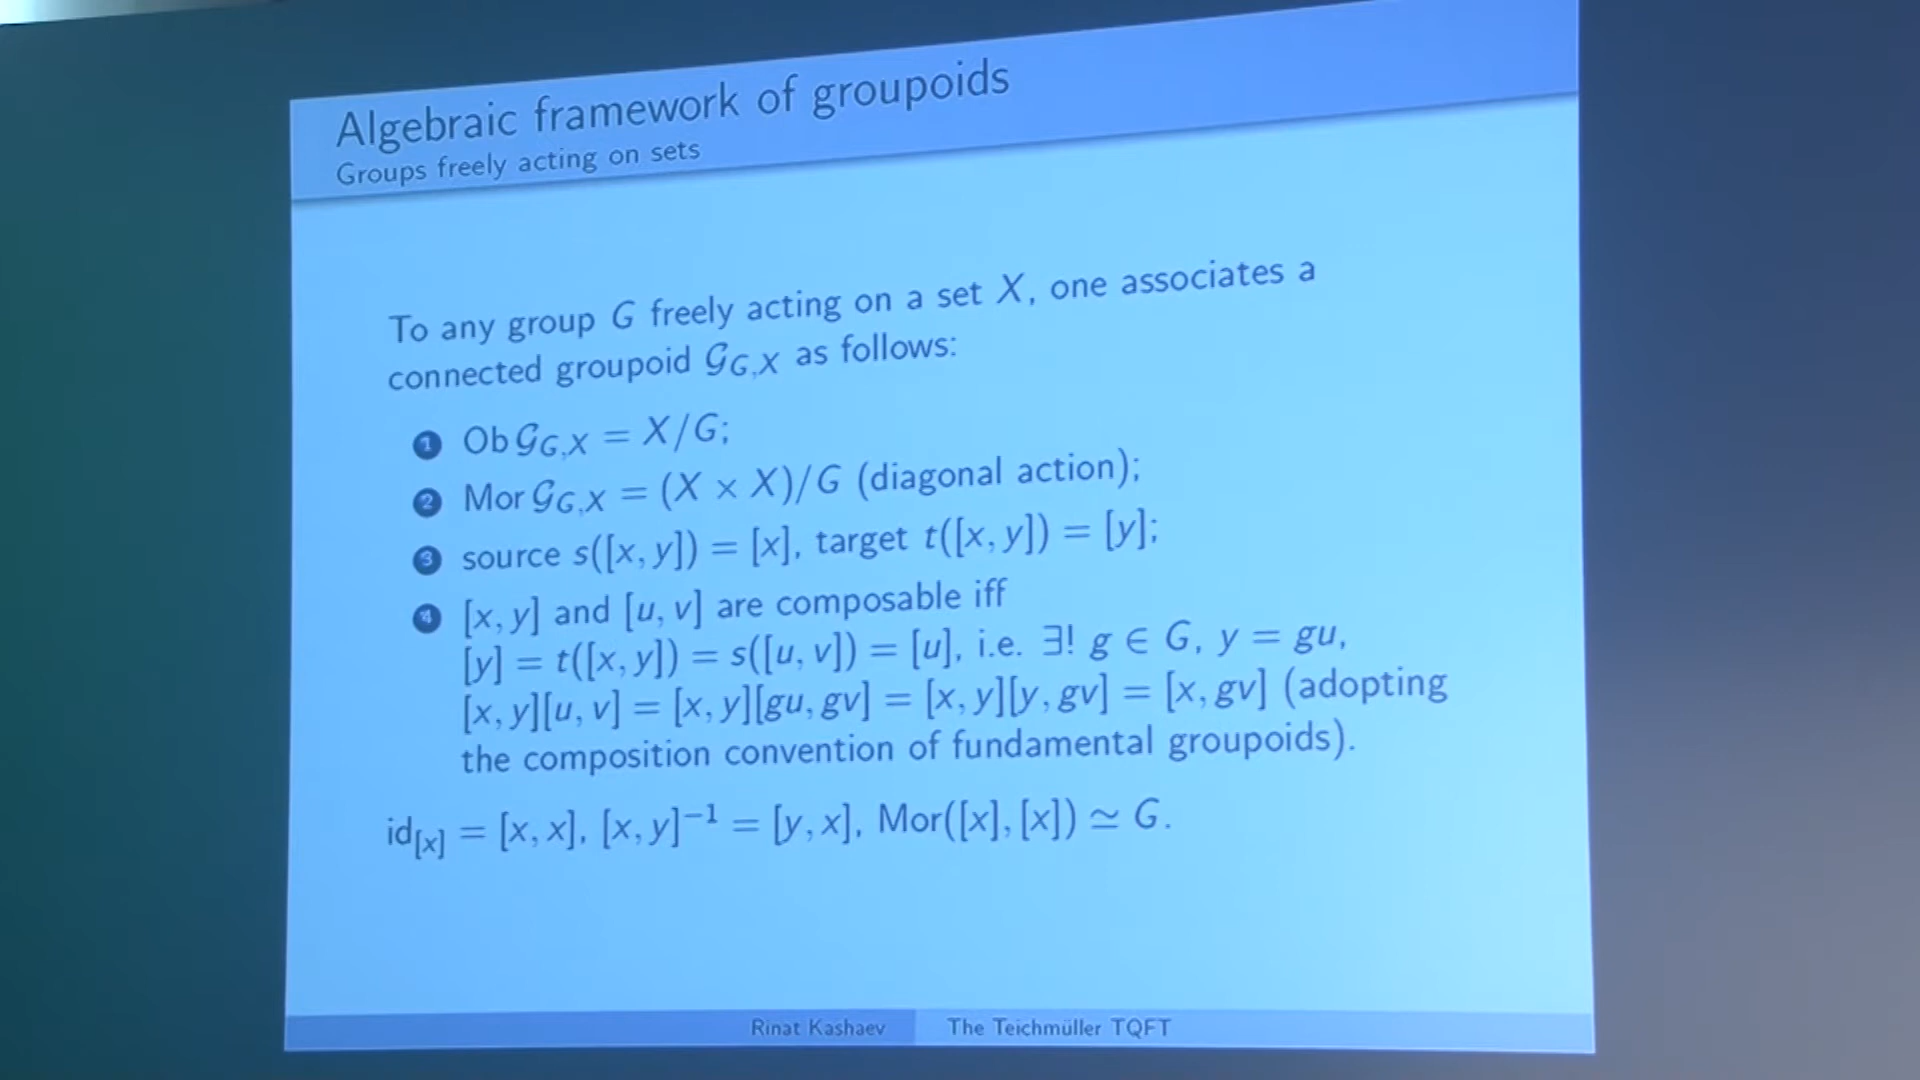 Algebraic framework of groupoids
Groups freely acting on sets
To any group G freely acting on a set X, one associates a
connected groupoid 𝒢_{G,X} as follows:
1 Ob 𝒢_{G,X} = X/G;
2 Mor 𝒢_{G,X} = (X × X)/G (diagonal action);
3 source s([x, y]) = [x], target t([x, y]) = [y];
4 [x, y] and [u, v] are composable iff
[y] = t([x, y]) = s([u, v]) = [u], i.e. ∃! g ∈ G, y = gu,
[x, y][u, v] = [x, y][gu, gv] = [x, y][y, gv] = [x, gv] (adopting
the composition convention of fundamental groupoids).
id_{[x]} = [x, x], [x, y]⁻¹ = [y, x], Mor([x], [x]) ≃ G.
Rinat Kashaev The Teichmüller TQFT